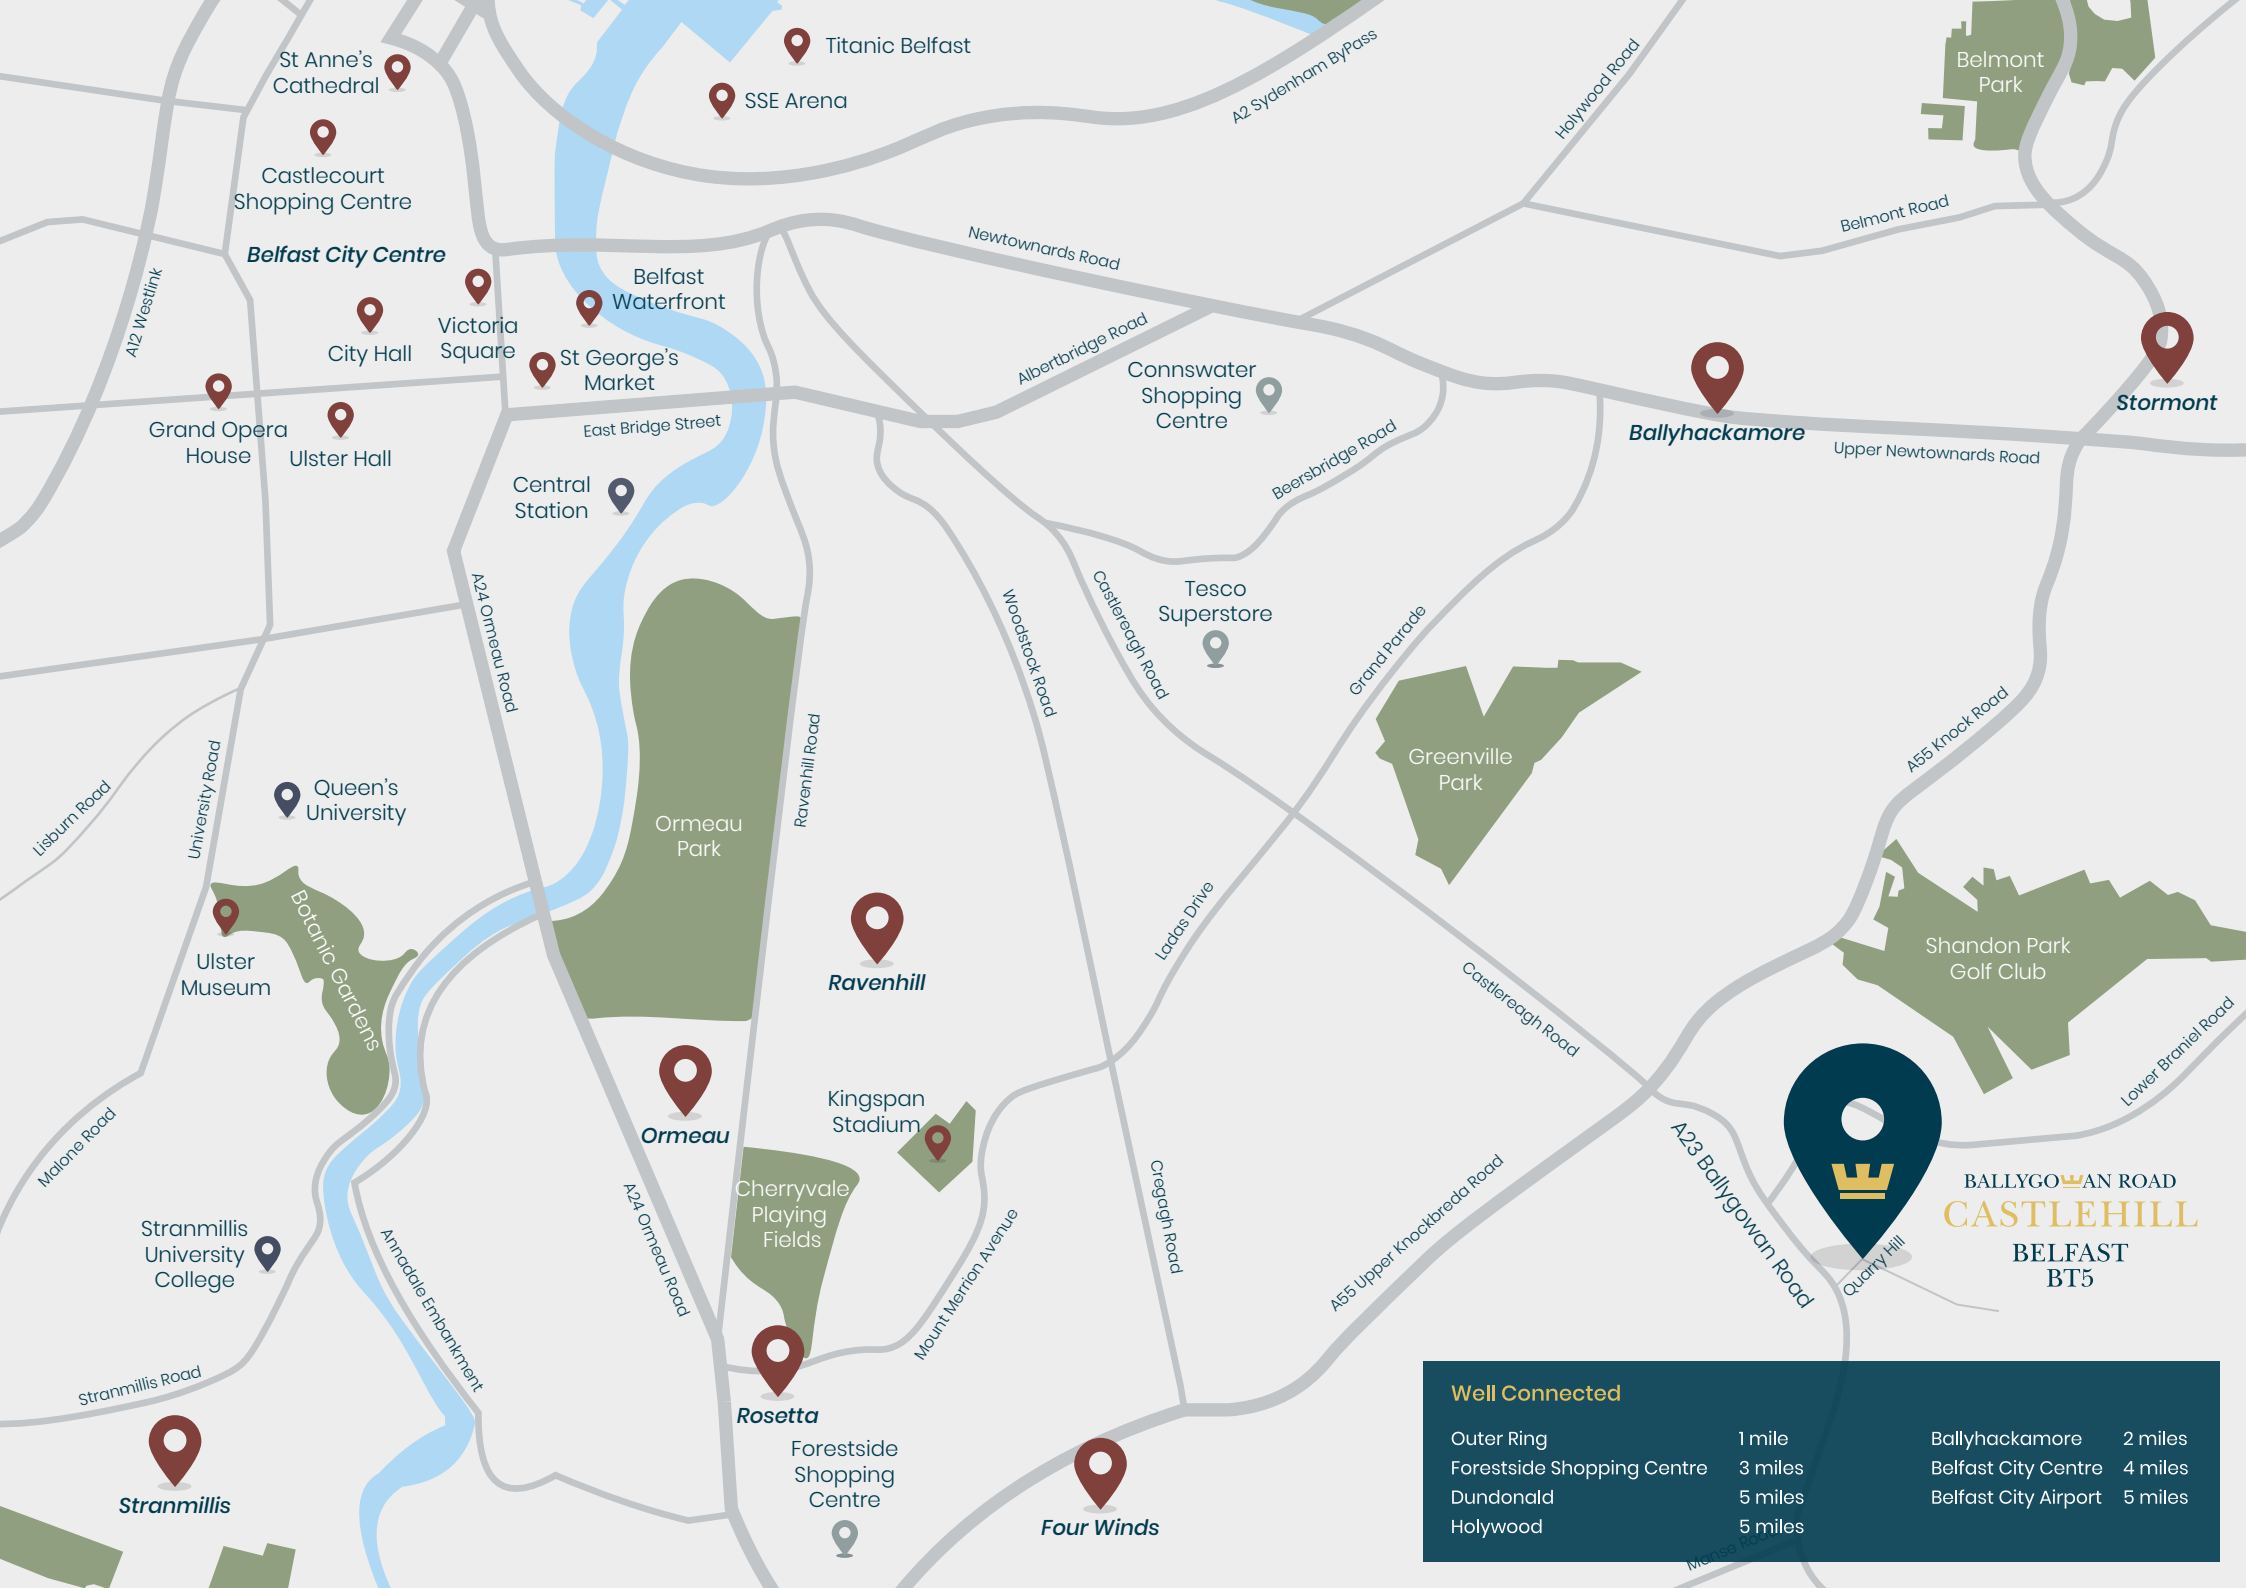 Titanic Belfast
St Anne's
Cathedral
SSE Arena
A2 Sydenham ByPass
Holywood Road
Belmont
Park
Castlecourt
Shopping Centre
Belmont Road
Belfast City Centre
Newtownards Road
A12 Westlink
Belfast
Waterfront
Victoria
Square
City Hall
St George's
Market
Albertbridge Road
Connswater
Shopping
Centre
Stormont
Ballyhackamore
Upper Newtownards Road
Grand Opera
House
Ulster Hall
East Bridge Street
Beersbridge Road
Central
Station
A24 Ormeau Road
Woodstock Road
Castlereagh Road
Tesco
Superstore
Grand Parade
A55 Knock Road
Greenville
Park
Lisburn Road
University Road
Queen's
University
Ravenhill Road
Ormeau
Park
Botanic Gardens
Ladas Drive
Ulster
Museum
Ravenhill
Castlereagh Road
Shandon Park
Golf Club
Lower Braniel Road
Malone Road
Ormeau
Kingspan
Stadium
Cherryvale
Playing
Fields
A24 Ormeau Road
Cregagh Road
A55 Upper Knockbreda Road
A23 Ballygowan Road
Quarry Hill
BALLYGOWAN ROAD
CASTLEHILL
BELFAST
BT5
Stranmillis
University
College
Annadale Embankment
Mount Merrion Avenue
Stranmillis Road
Stranmillis
Rosetta
Forestside
Shopping
Centre
Four Winds
Well Connected
Outer Ring 1 mile
Forestside Shopping Centre 3 miles
Dundonald 5 miles
Holywood 5 miles
Ballyhackamore 2 miles
Belfast City Centre 4 miles
Belfast City Airport 5 miles
Manse Road